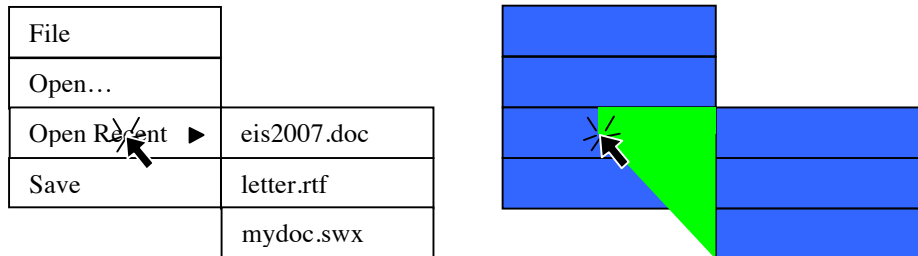 File
Open…
Open Recent
eis2007.doc
Save
letter.rtf
mydoc.swx